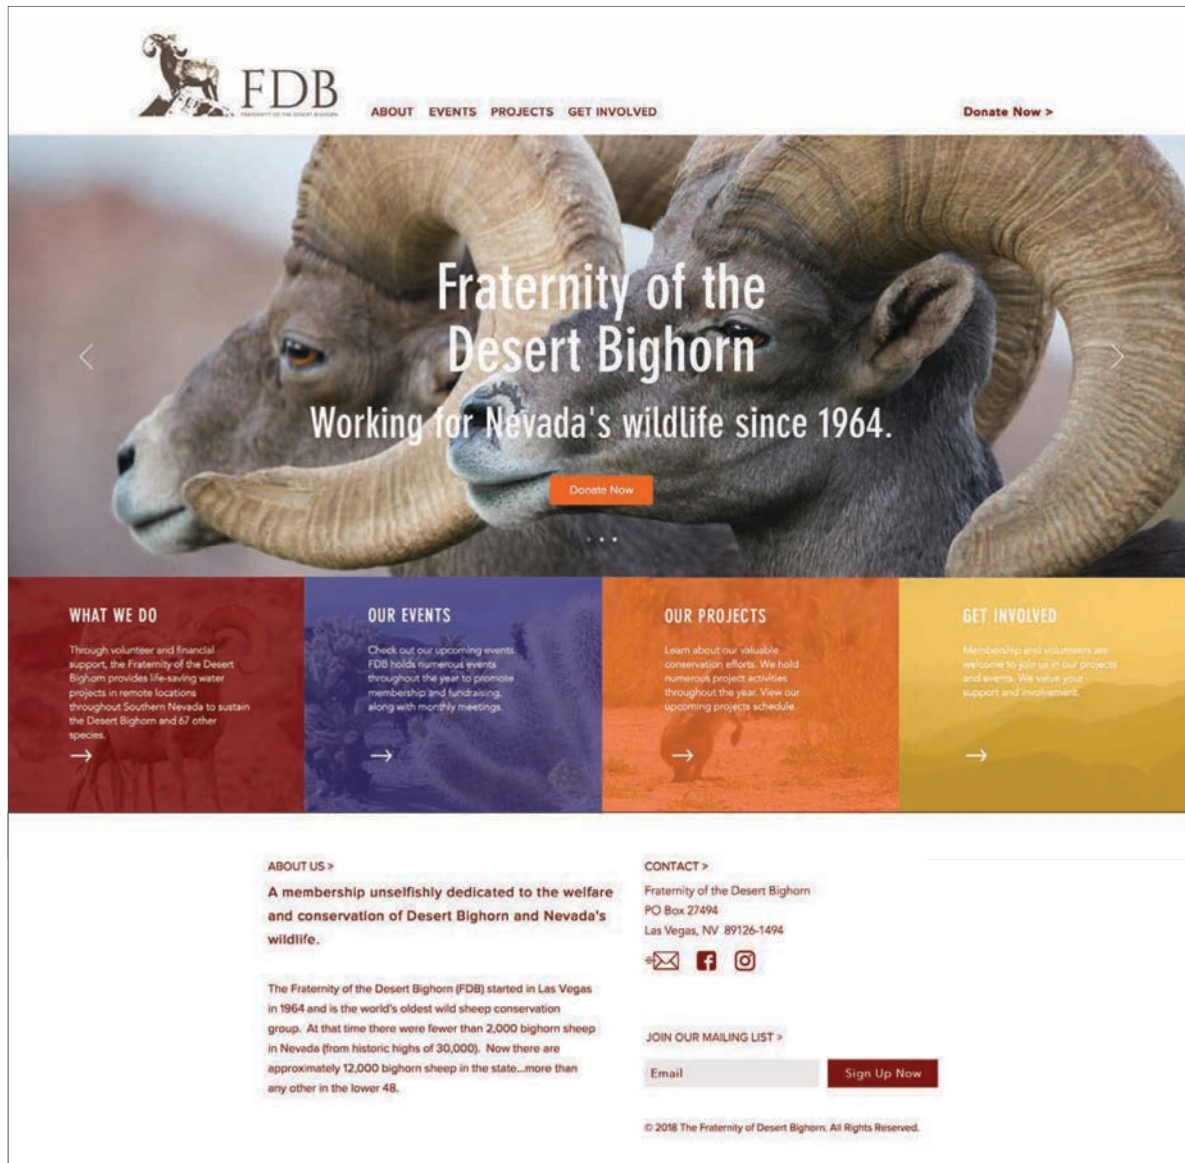 FDB
FRATERNITY OF THE DESERT BIGHORN
ABOUT EVENTS PROJECTS GET INVOLVED
Donate Now >
Fraternity of the
Desert Bighorn
Working for Nevada's wildlife since 1964.
Donate Now
WHAT WE DO
Through volunteer and financial
support, the Fraternity of the Desert
Bighorn provides life-saving water
projects in remote locations
throughout Southern Nevada to sustain
the Desert Bighorn and 67 other
species.
OUR EVENTS
Check out our upcoming events.
FDB holds numerous events
throughout the year to promote
membership and fundraising,
along with monthly meetings.
OUR PROJECTS
Learn about our valuable
conservation efforts. We hold
numerous project activities
throughout the year. View our
upcoming projects schedule.
GET INVOLVED
Membership and volunteers are
welcome to join us in our projects
and events. We value your
support and involvement.
ABOUT US >
A membership unselfishly dedicated to the welfare
and conservation of Desert Bighorn and Nevada's
wildlife.
The Fraternity of the Desert Bighorn (FDB) started in Las Vegas
in 1964 and is the world's oldest wild sheep conservation
group. At that time there were fewer than 2,000 bighorn sheep
in Nevada (from historic highs of 30,000). Now there are
approximately 12,000 bighorn sheep in the state...more than
any other in the lower 48.
CONTACT >
Fraternity of the Desert Bighorn
PO Box 27494
Las Vegas, NV 89126-1494
JOIN OUR MAILING LIST >
Email
Sign Up Now
© 2018 The Fraternity of Desert Bighorn. All Rights Reserved.